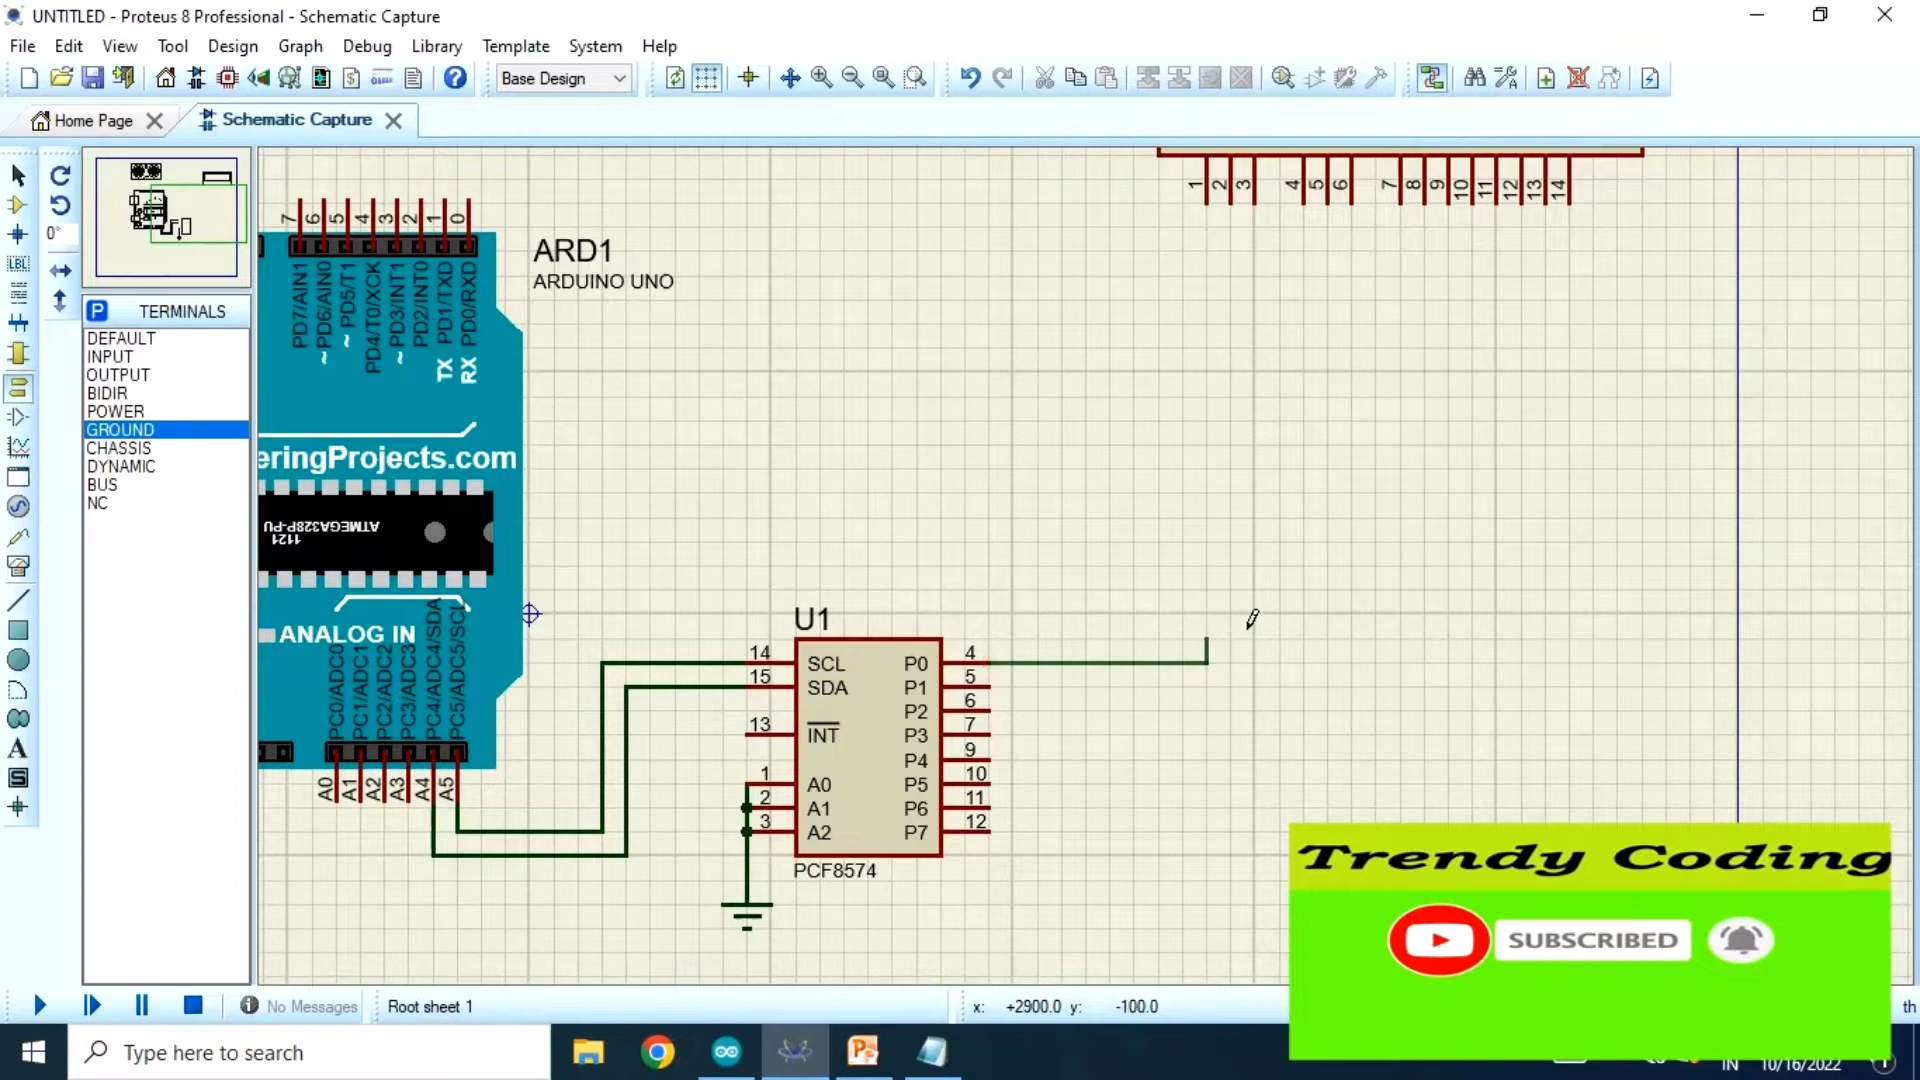 UNTITLED - Proteus 8 Professional - Schematic Capture
File Edit View Tool Design Graph Debug Library Template System Help
Base Design
Home Page Schematic Capture
0°
LBL
P TERMINALS
DEFAULT
INPUT
OUTPUT
BIDIR
POWER
GROUND
CHASSIS
DYNAMIC
BUS
NC
A
S
7 6 5 4 3 2 1 0
PD7/AIN1
~ PD6/AIN0
~ PD5/T1
PD4/T0/XCK
~ PD3/INT1
PD2/INT0
TX PD1/TXD
RX PD0/RXD
ARD1
ARDUINO UNO
eringProjects.com
ATMEGA328P-PU
1121
ANALOG IN
PC0/ADC0
PC1/ADC1
PC2/ADC2
PC3/ADC3
PC4/ADC4/SDA
PC5/ADC5/SCL
A0 A1 A2 A3 A4 A5
1 2 3 4 5 6 7 8 9 10 11 12 13 14
U1
14 SCL P0 4
15 SDA P1 5
P2 6
13 INT P3 7
P4 9
1 A0 P5 10
2 A1 P6 11
3 A2 P7 12
PCF8574
Trendy Coding
SUBSCRIBED
No Messages Root sheet 1 x: +2900.0 y: -100.0 th
Type here to search
IN 10/16/2022 1